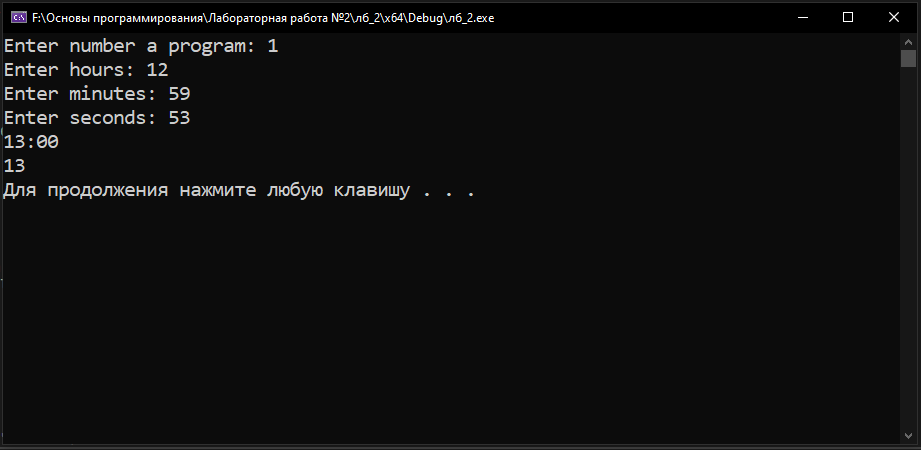 F:\Основы программирования\Лабораторная работа №2\лб_2\x64\Debug\лб_2.exe
Enter number a program: 1
Enter hours: 12
Enter minutes: 59
Enter seconds: 53
13:00
13
Для продолжения нажмите любую клавишу . . .